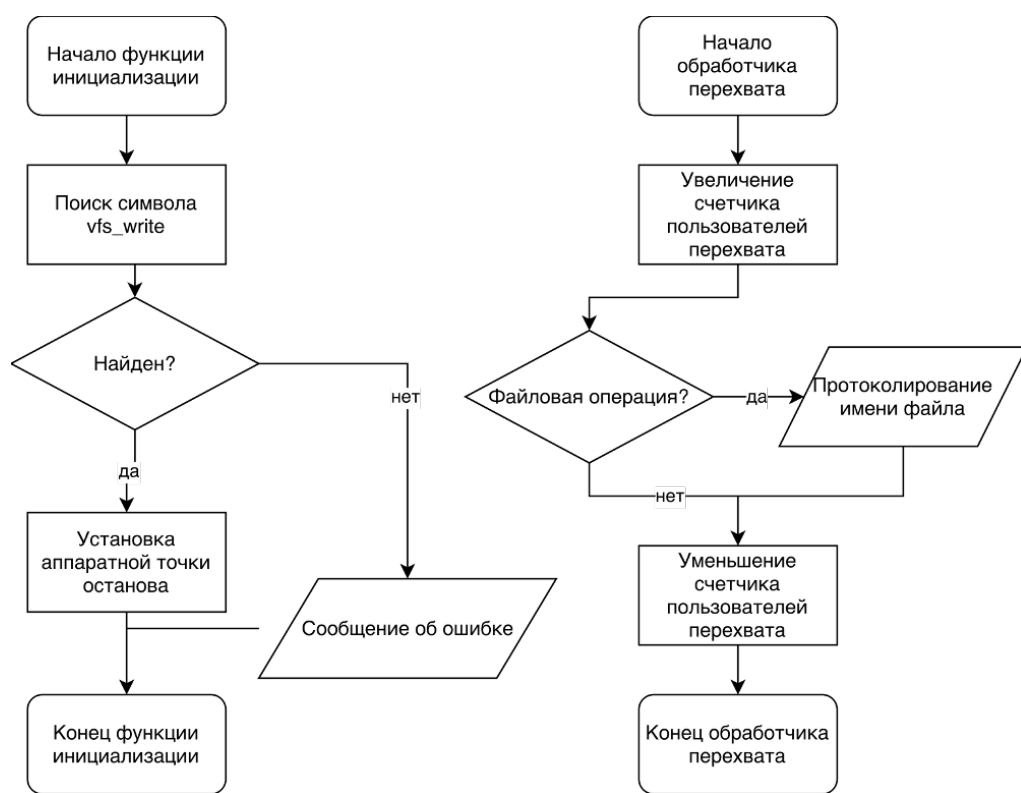 Начало функции
инициализации
Поиск символа
vfs_write
Найден?
нет
да
Установка
аппаратной точки
останова
Сообщение об ошибке
Конец функции
инициализации
Начало
обработчика
перехвата
Увеличение
счетчика
пользователей
перехвата
Файловая операция?
да
Протоколирование
имени файла
нет
Уменьшение
счетчика
пользователей
перехвата
Конец обработчика
перехвата